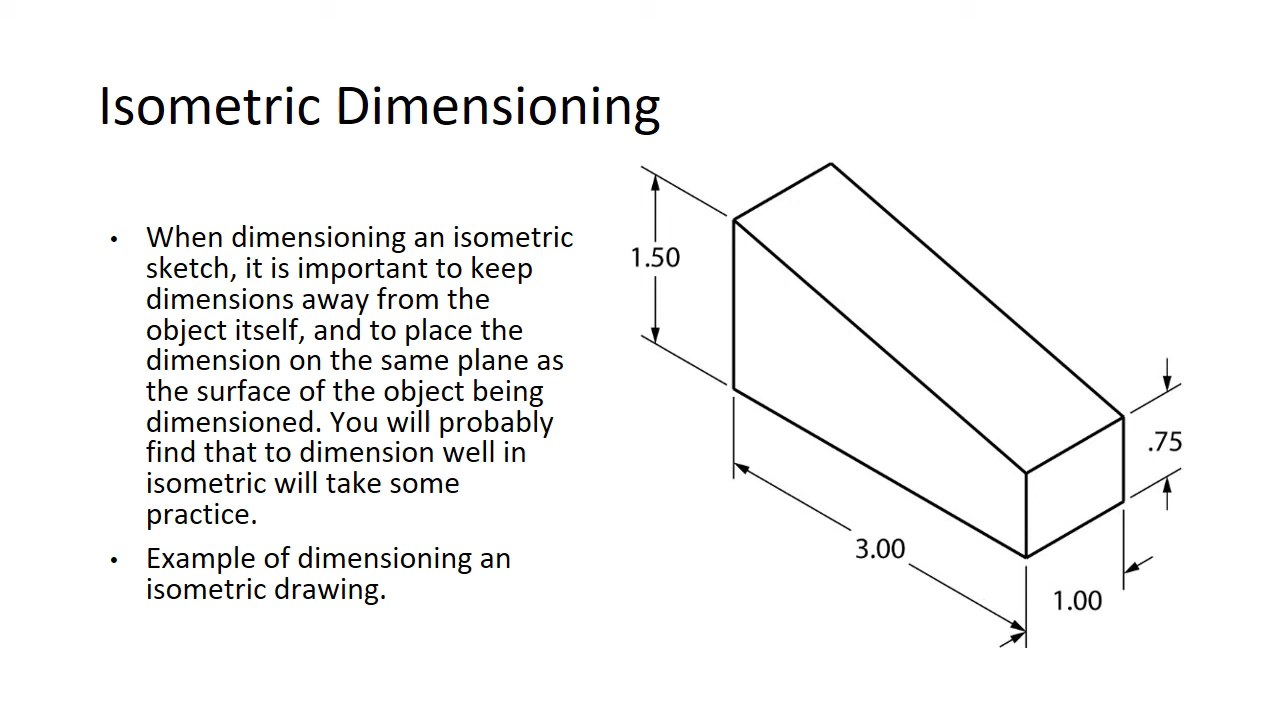 Isometric Dimensioning
• When dimensioning an isometric
sketch, it is important to keep
dimensions away from the
object itself, and to place the
dimension on the same plane as
the surface of the object being
dimensioned. You will probably
find that to dimension well in
isometric will take some
practice.
• Example of dimensioning an
isometric drawing.
1.50
.75
3.00
1.00